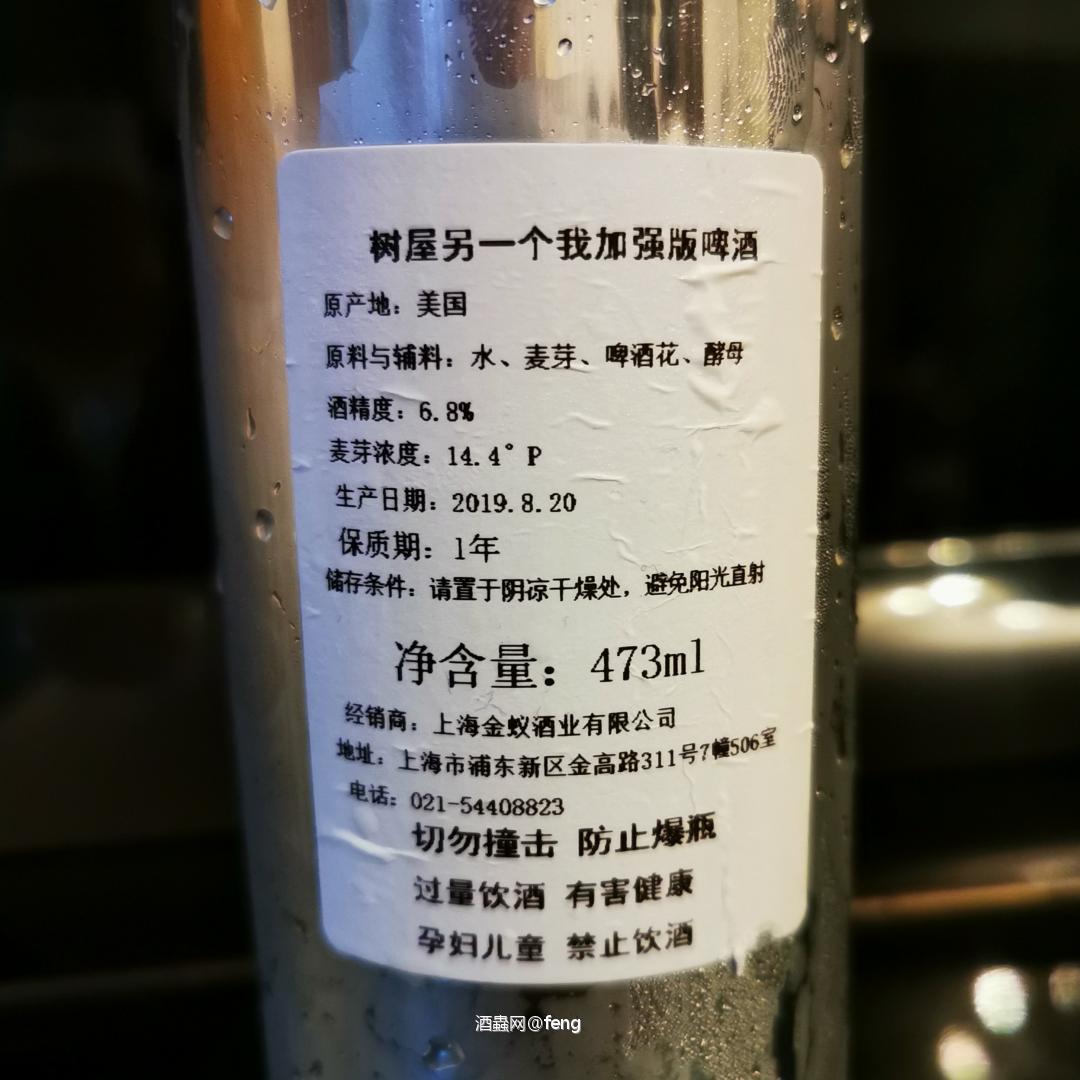 树屋另一个我加强版啤酒
原产地：美国
原料与辅料：水、麦芽、啤酒花、酵母
酒精度：6.8%
麦芽浓度：14.4°P
生产日期：2019.8.20
保质期：1年
储存条件：请置于阴凉干燥处，避免阳光直射
净含量：473ml
经销商：上海金蚁酒业有限公司
地址：上海市浦东新区金高路311号7幢506室
电话：021-54408823
切勿撞击 防止爆瓶
过量饮酒 有害健康
孕妇儿童 禁止饮酒
酒蟲网@feng